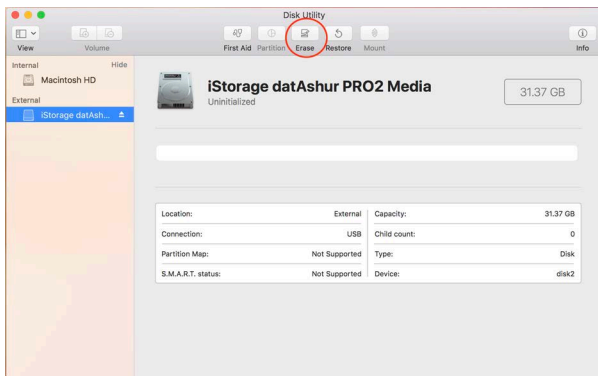 Disk Utility
View Volume First Aid Partition Erase Restore Mount Info
Internal Hide
Macintosh HD
External
iStorage datAsh...
iStorage datAshur PRO2 Media
Uninitialized
31.37 GB
Location: External Capacity: 31.37 GB
Connection: USB Child count: 0
Partition Map: Not Supported Type: Disk
S.M.A.R.T. status: Not Supported Device: disk2